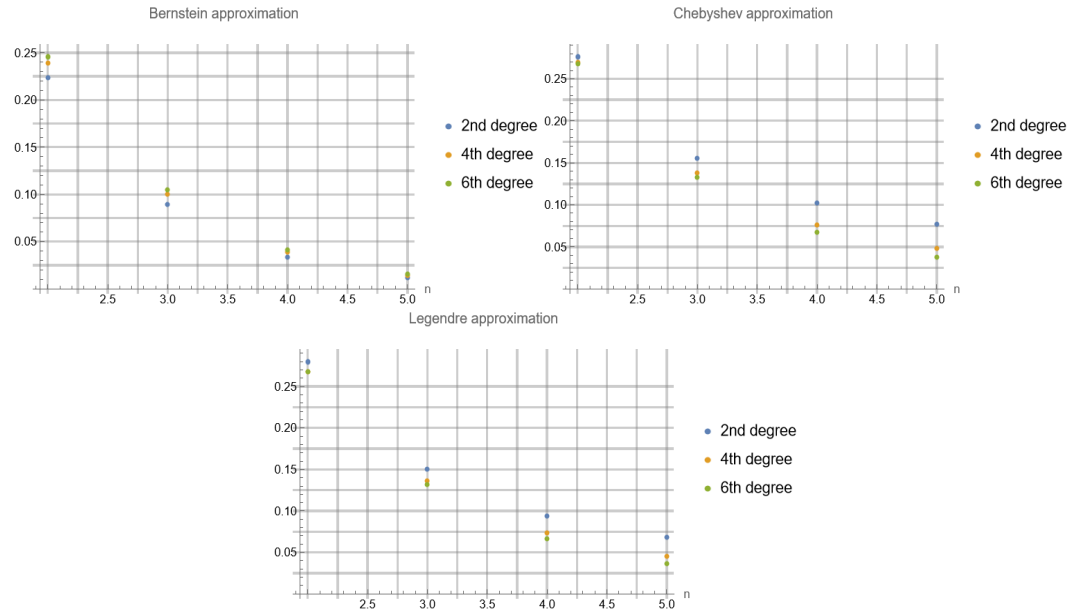 Bernstein approximation
0.25
0.20
0.15
0.10
0.05
2.5 3.0 3.5 4.0 4.5 5.0 n
2nd degree
4th degree
6th degree
Chebyshev approximation
0.25
0.20
0.15
0.10
0.05
2.5 3.0 3.5 4.0 4.5 5.0 n
2nd degree
4th degree
6th degree
Legendre approximation
0.25
0.20
0.15
0.10
0.05
2.5 3.0 3.5 4.0 4.5 5.0 n
2nd degree
4th degree
6th degree